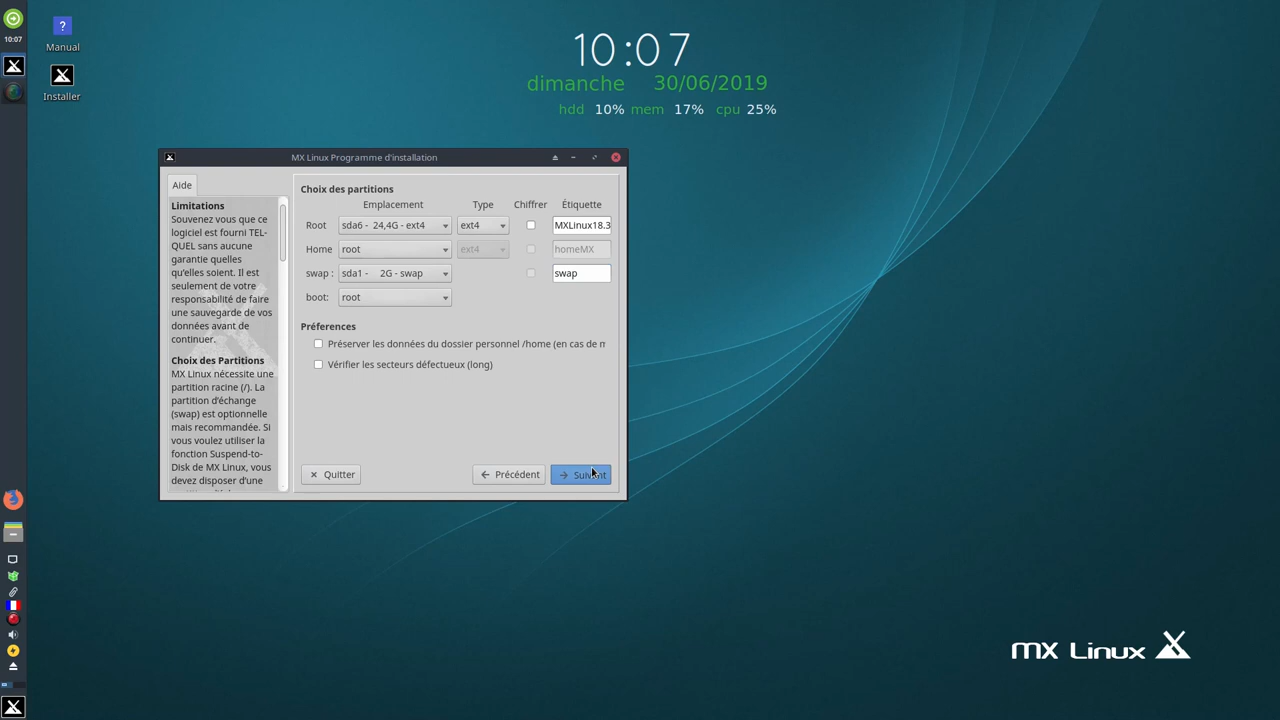 10:07
Manual
Installer
10:07
dimanche 30/06/2019
hdd 10% mem 17% cpu 25%
MX Linux Programme d'installation
Aide
Limitations
Souvenez vous que ce
logiciel est fourni TEL-
QUEL sans aucune
garantie quelles
qu'elles soient. Il est
seulement de votre
responsabilité de faire
une sauvegarde de vos
données avant de
continuer.
Choix des Partitions
MX Linux nécessite une
partition racine (/). La
partition d'échange
(swap) est optionnelle
mais recommandée. Si
vous voulez utiliser la
fonction Suspend-to-
Disk de MX Linux, vous
devez disposer d'une
Choix des partitions
Emplacement Type Chiffrer Étiquette
Root sda6 - 24,4G - ext4 ext4 MXLinux18.3
Home root ext4 homeMX
swap : sda1 - 2G - swap swap
boot: root
Préferences
Préserver les données du dossier personnel /home (en cas de
Vérifier les secteurs défectueux (long)
Quitter Précédent Suivant
MX Linux